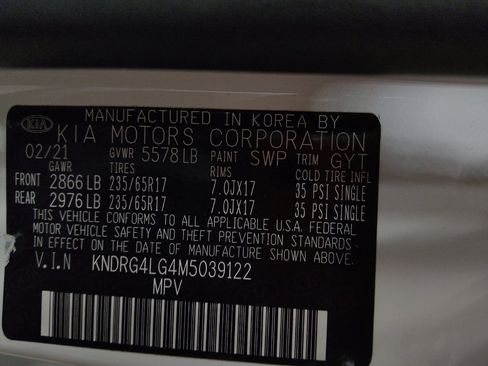 MANUFACTURED IN KOREA BY
KIA KIA MOTORS CORPORATION
02/21 GVWR 5578 LB PAINT SWP TRIM GYT
TIRES RIMS COLD TIRE INFL
FRONT 2866 LB 235/65R17 7.0JX17 35 PSI SINGLE
REAR 2976 LB 235/65R17 7.0JX17 35 PSI SINGLE
THIS VEHICLE CONFORMS TO ALL APPLICABLE U.S.A. FEDERAL
MOTOR VEHICLE SAFETY AND THEFT PREVENTION STANDARDS
IN EFFECT ON THE DATE OF MANUFACTURE SHOWN ABOVE.
V.I.N KNDRG4LG4M5039122
MPV